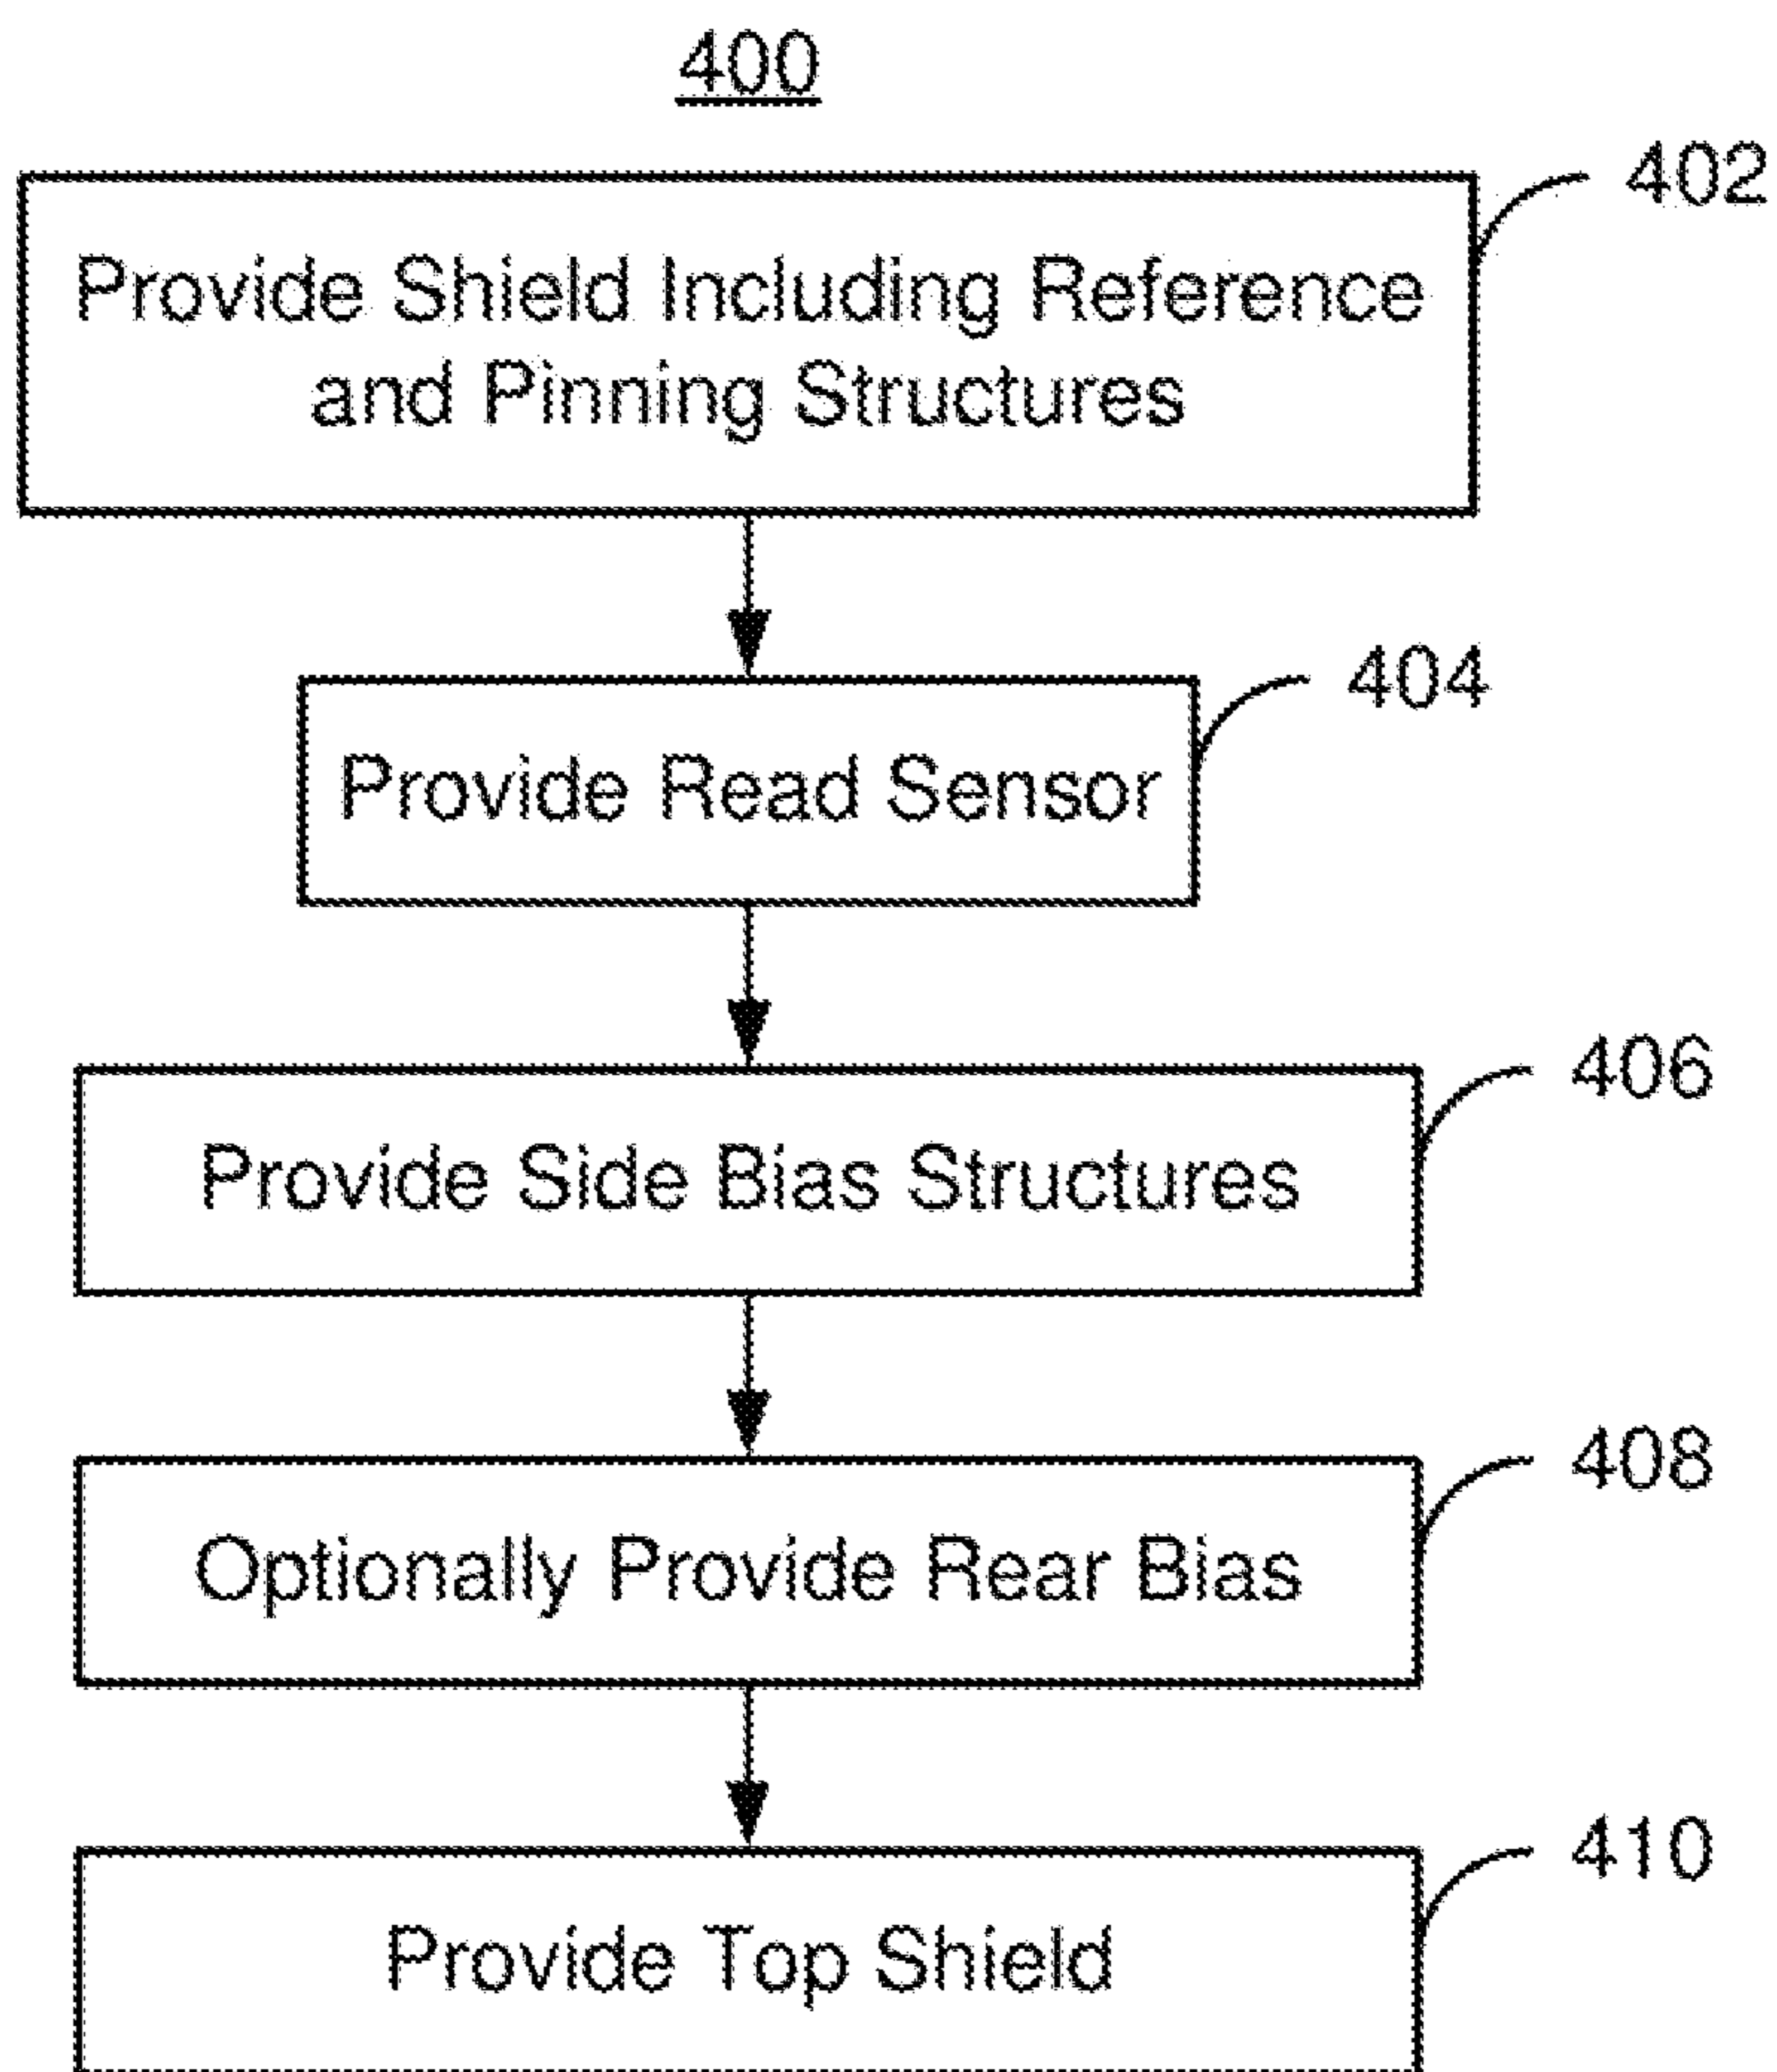 400
402
Provide Shield Including Reference
and Pinning Structures
404
Provide Read Sensor
406
Provide Side Bias Structures
408
Optionally Provide Rear Bias
410
Provide Top Shield